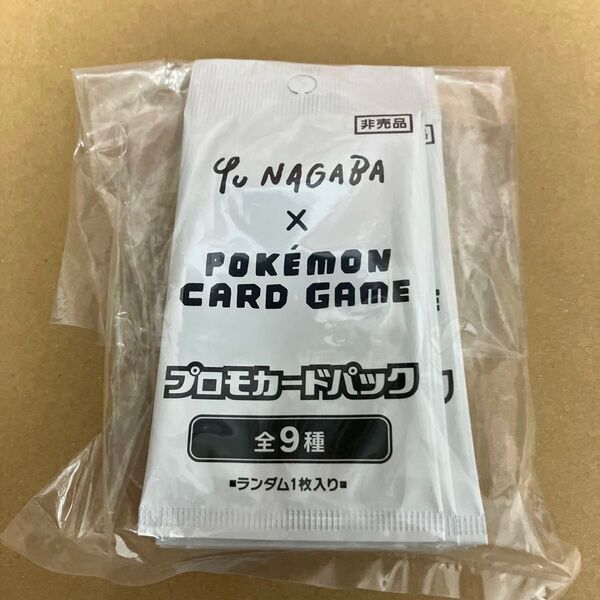 非売品
Yu NAGABA
×
POKÉMON
CARD GAME
プロモカードパック
全9種
■ランダム1枚入り■